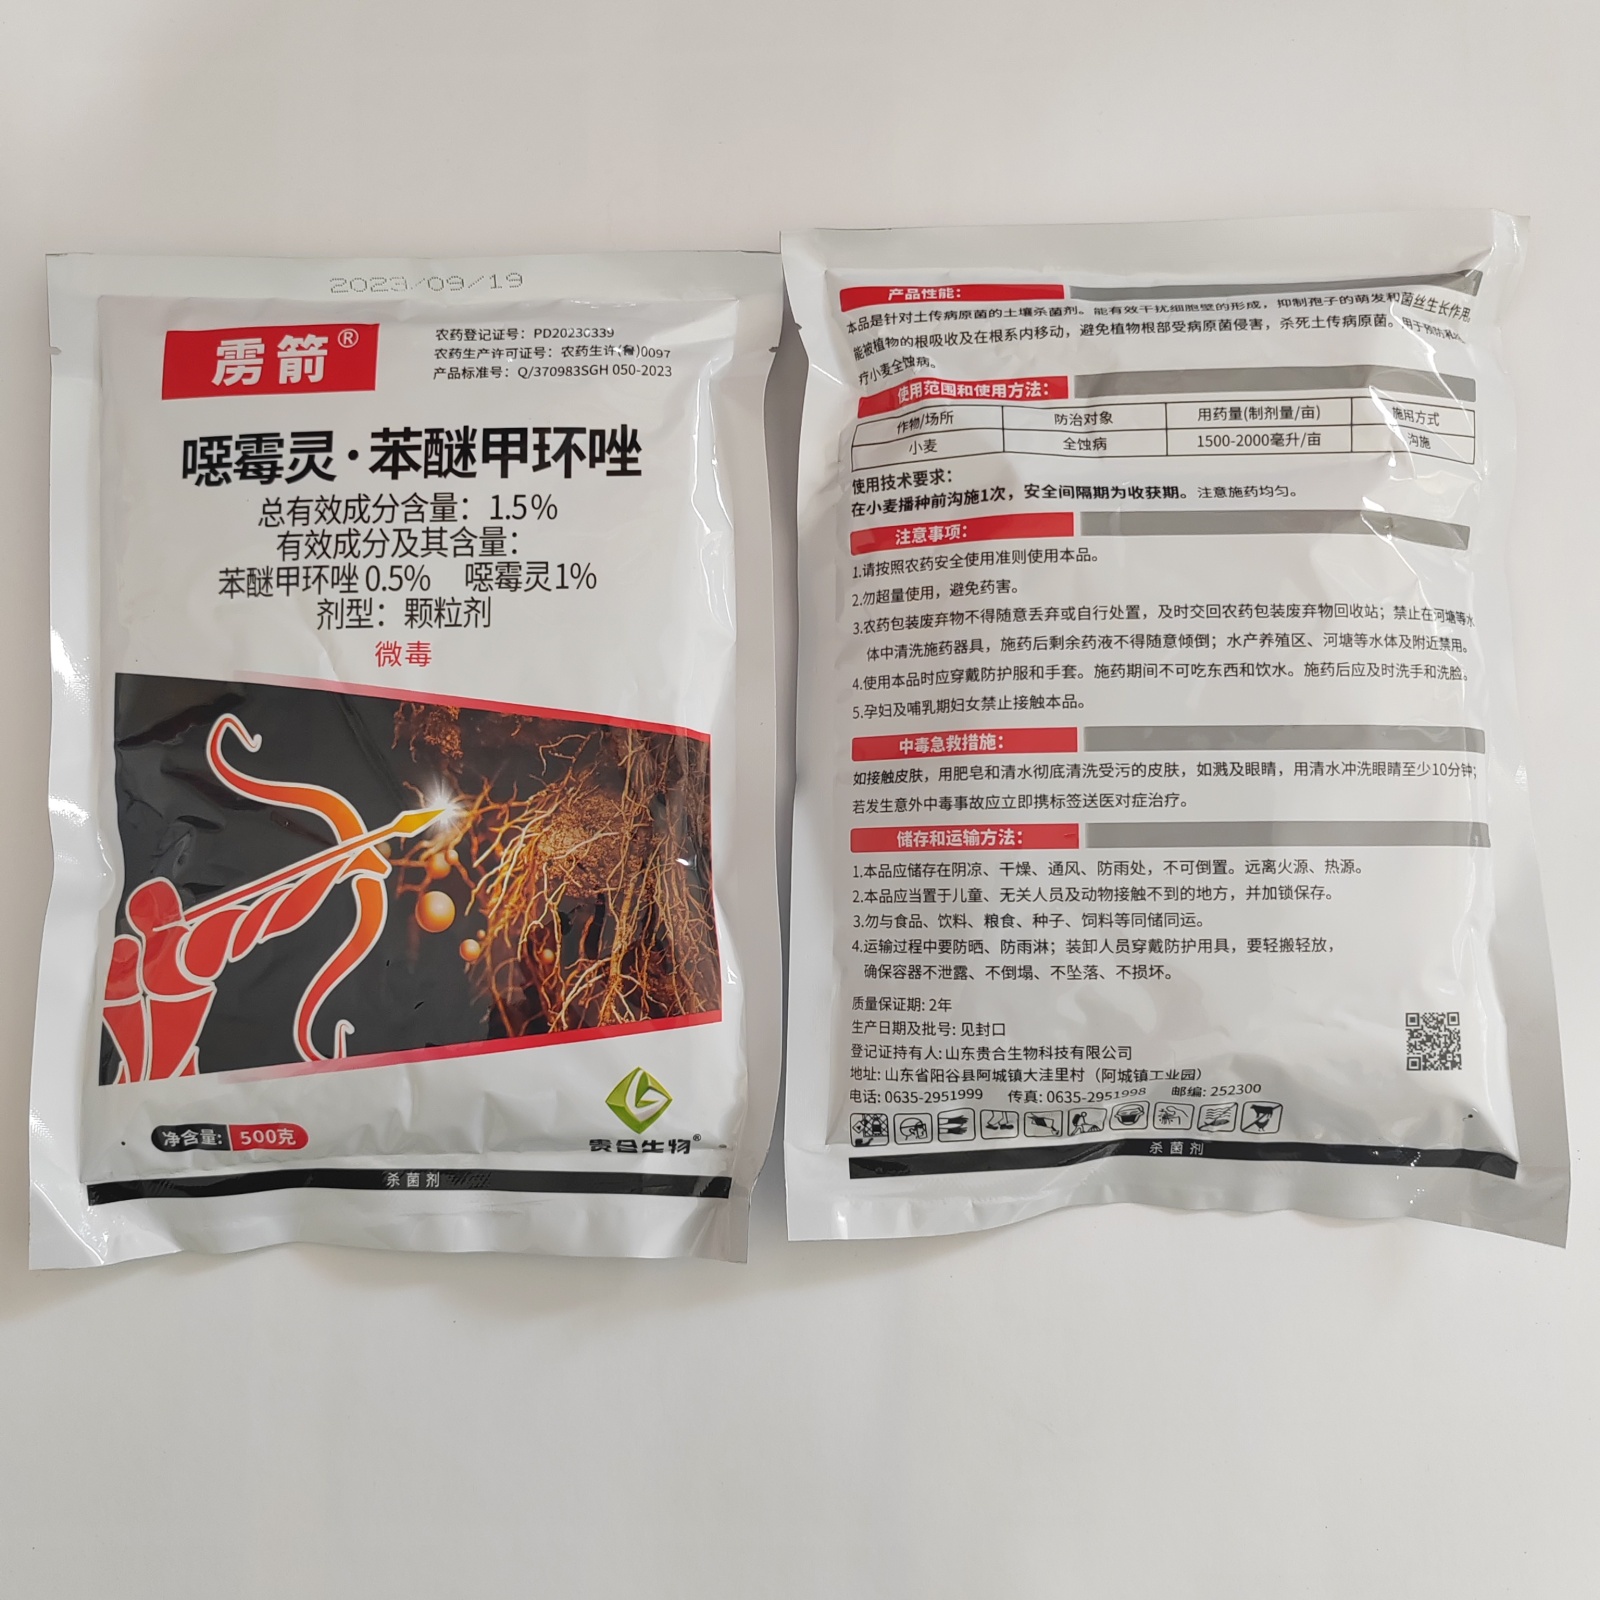 2023/09/19
雳箭®
农药登记证号：PD20230339
农药生产许可证号：农药生许(鲁)0097
产品标准号：Q/370983SGH 050-2023
噁霉灵·苯醚甲环唑
总有效成分含量：1.5%
有效成分及其含量：
苯醚甲环唑0.5% 噁霉灵1%
剂型：颗粒剂
微毒
净含量: 500克
贵合生物®
杀菌剂
产品性能：
本品是针对土传病原菌的土壤杀菌剂。能有效干扰细胞壁的形成，抑制孢子的萌发和菌丝生长作用，
能被植物的根吸收及在根系内移动，避免植物根部受病原菌侵害，杀死土传病原菌。用于预防和治
疗小麦全蚀病。
使用范围和使用方法：
作物/场所 防治对象 用药量(制剂量/亩) 施用方式
小麦 全蚀病 1500-2000毫升/亩 沟施
使用技术要求：
在小麦播种前沟施1次，安全间隔期为收获期。注意施药均匀。
注意事项：
1.请按照农药安全使用准则使用本品。
2.勿超量使用，避免药害。
3.农药包装废弃物不得随意丢弃或自行处置，及时交回农药包装废弃物回收站；禁止在河塘等水
体中清洗施药器具，施药后剩余药液不得随意倾倒；水产养殖区、河塘等水体及附近禁用。
4.使用本品时应穿戴防护服和手套。施药期间不可吃东西和饮水。施药后应及时洗手和洗脸。
5.孕妇及哺乳期妇女禁止接触本品。
中毒急救措施：
如接触皮肤，用肥皂和清水彻底清洗受污的皮肤，如溅及眼睛，用清水冲洗眼睛至少10分钟；
若发生意外中毒事故应立即携标签送医对症治疗。
储存和运输方法：
1.本品应储存在阴凉、干燥、通风、防雨处，不可倒置。远离火源、热源。
2.本品应当置于儿童、无关人员及动物接触不到的地方，并加锁保存。
3.勿与食品、饮料、粮食、种子、饲料等同储同运。
4.运输过程中要防晒、防雨淋；装卸人员穿戴防护用具，要轻搬轻放，
确保容器不泄露、不倒塌、不坠落、不损坏。
质量保证期: 2年
生产日期及批号: 见封口
登记证持有人: 山东贵合生物科技有限公司
地址: 山东省阳谷县阿城镇大洼里村（阿城镇工业园）
电话: 0635-2951999 传真: 0635-2951998 邮编: 252300
杀菌剂